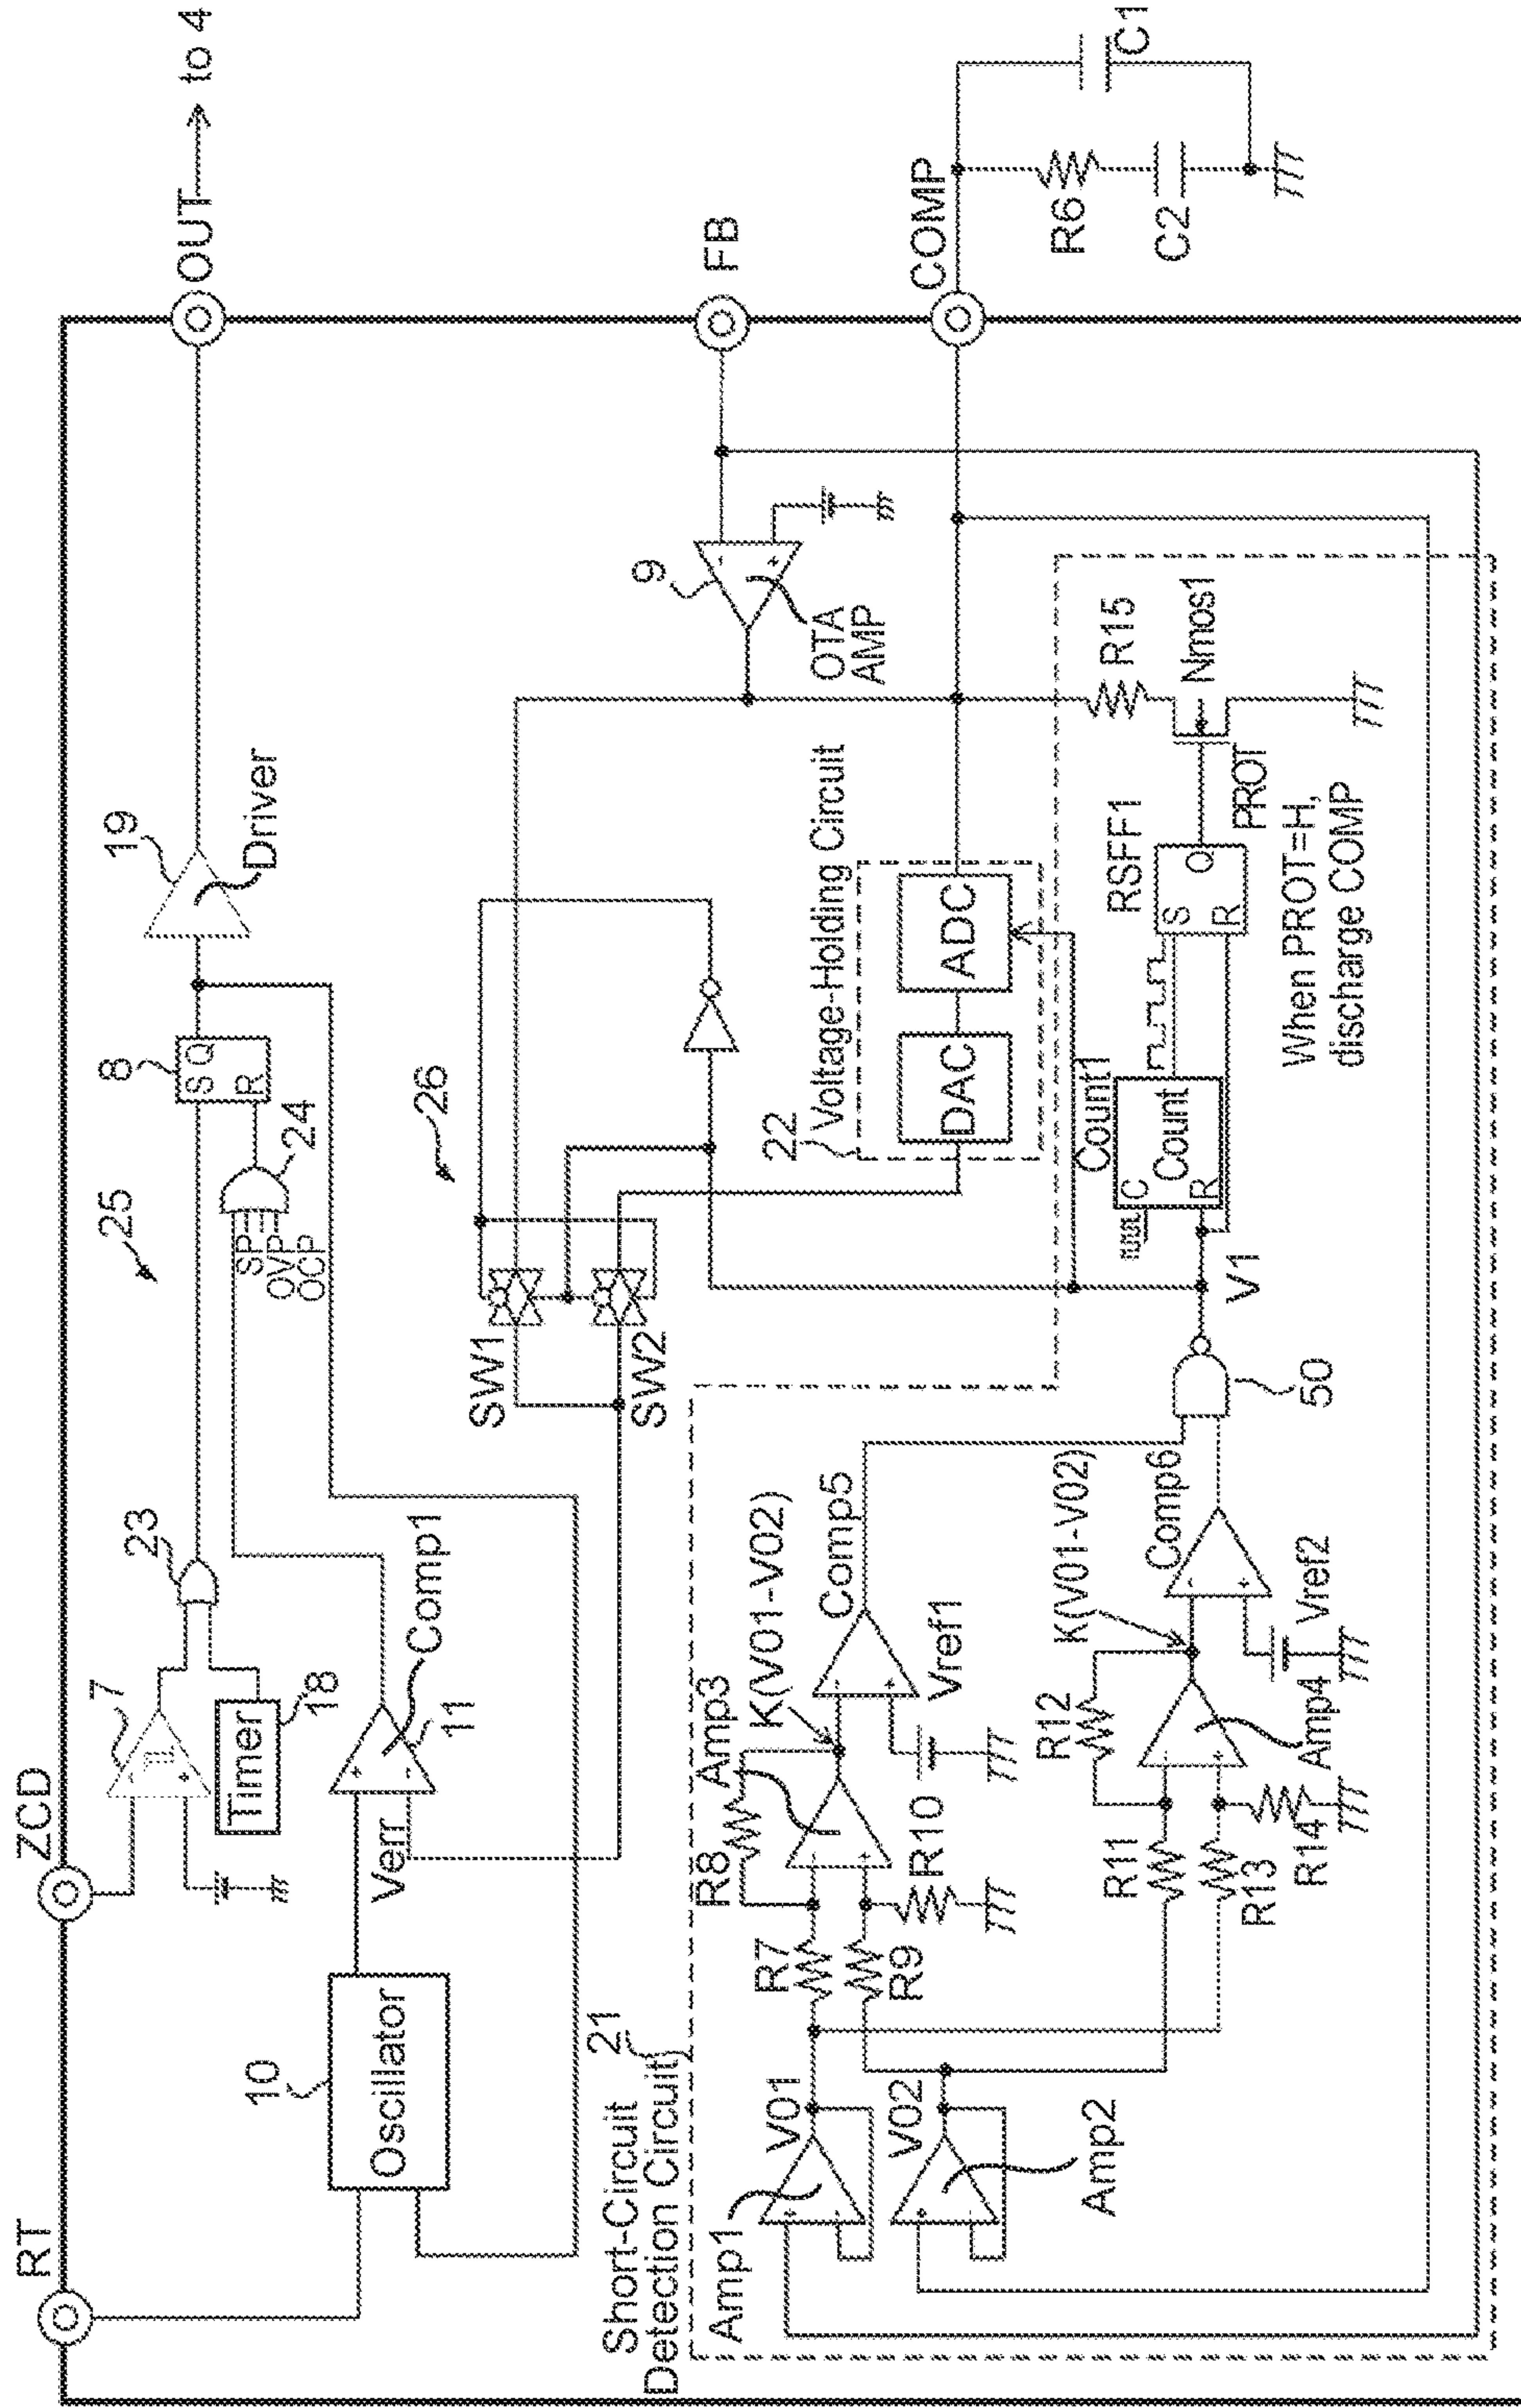 RT
ZCD
OUT
to 4
FB
COMP
R6
C2
C1
10
Oscillator
Verr
7
Timer
18
23
11
Comp1
25
SP
OVP
OCP
24
8
S Q
R
19
Driver
9
OTA
AMP
26
SW1
SW2
22
Voltage-Holding Circuit
DAC
ADC
Short-Circuit
Detection Circuit
21
Amp1
V01
V02
Amp2
R7
R8
R9
R10
Amp3
K(V01-V02)
Comp5
Vref1
R11
R12
R13
R14
Amp4
K(V01-V02)
Comp6
Vref2
50
V1
Count1
C
Count
R
RSFF1
S
Q
R
PROT
Nmos1
R15
When PROT=H,
discharge COMP